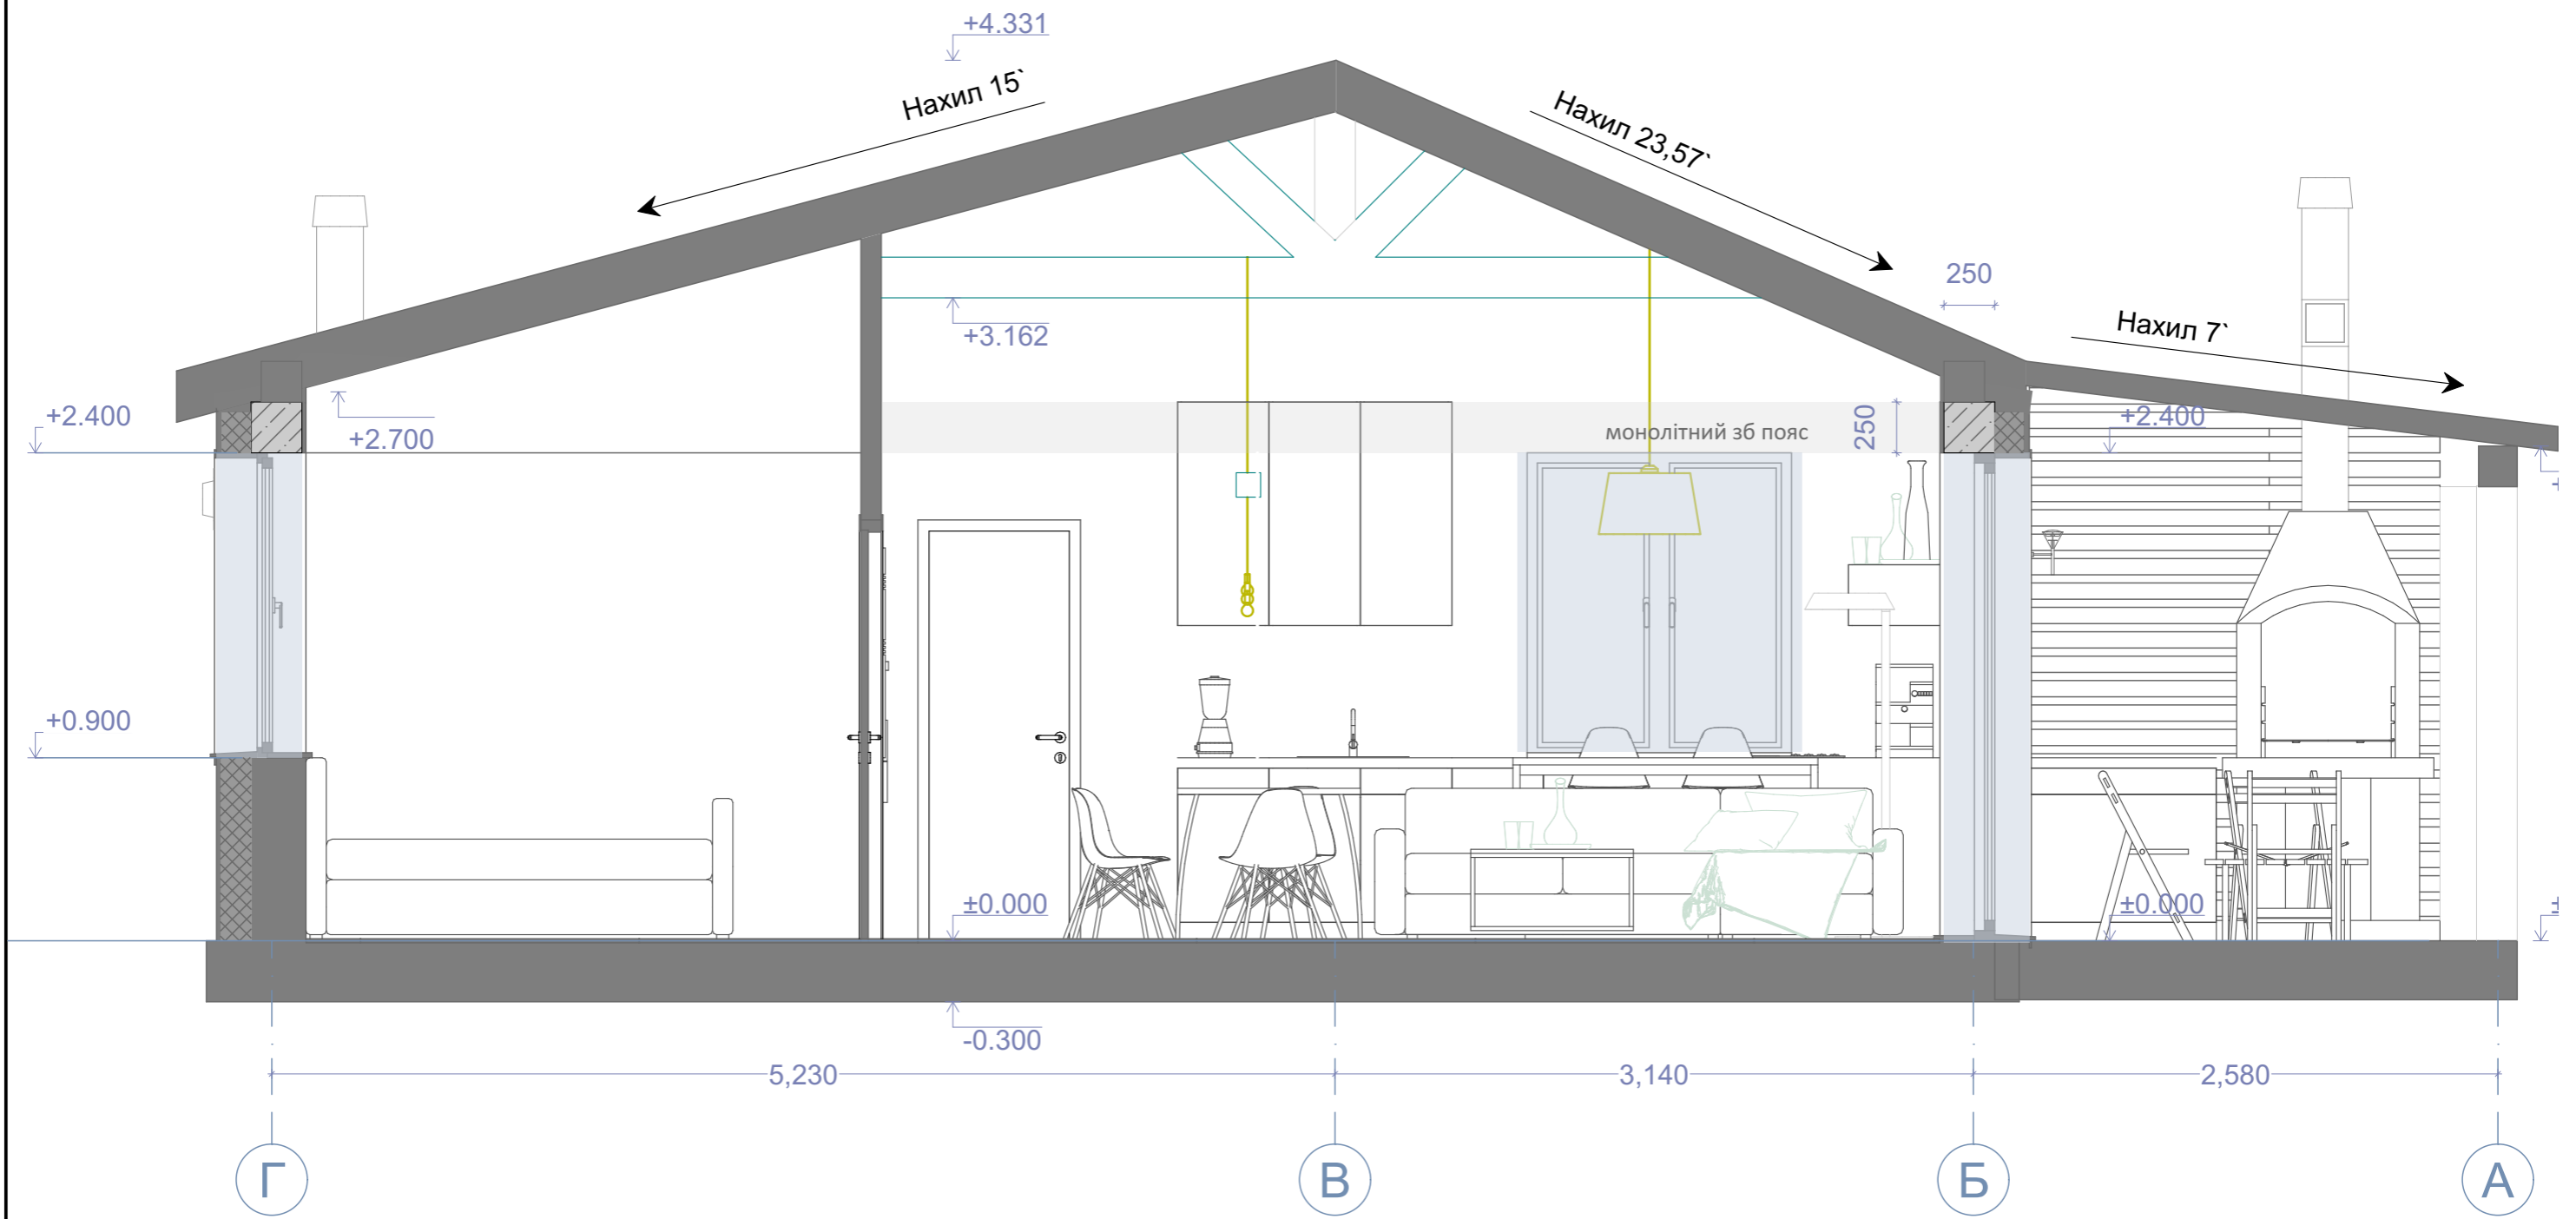 +4.331
Нахил 15`
Нахил 23,57`
250
Нахил 7`
+3.162
+2.400
+2.700
монолітний зб пояс
250
+2.400
+0.900
±0.000
±0.000
-0.300
5,230
3,140
2,580
Г
В
Б
А